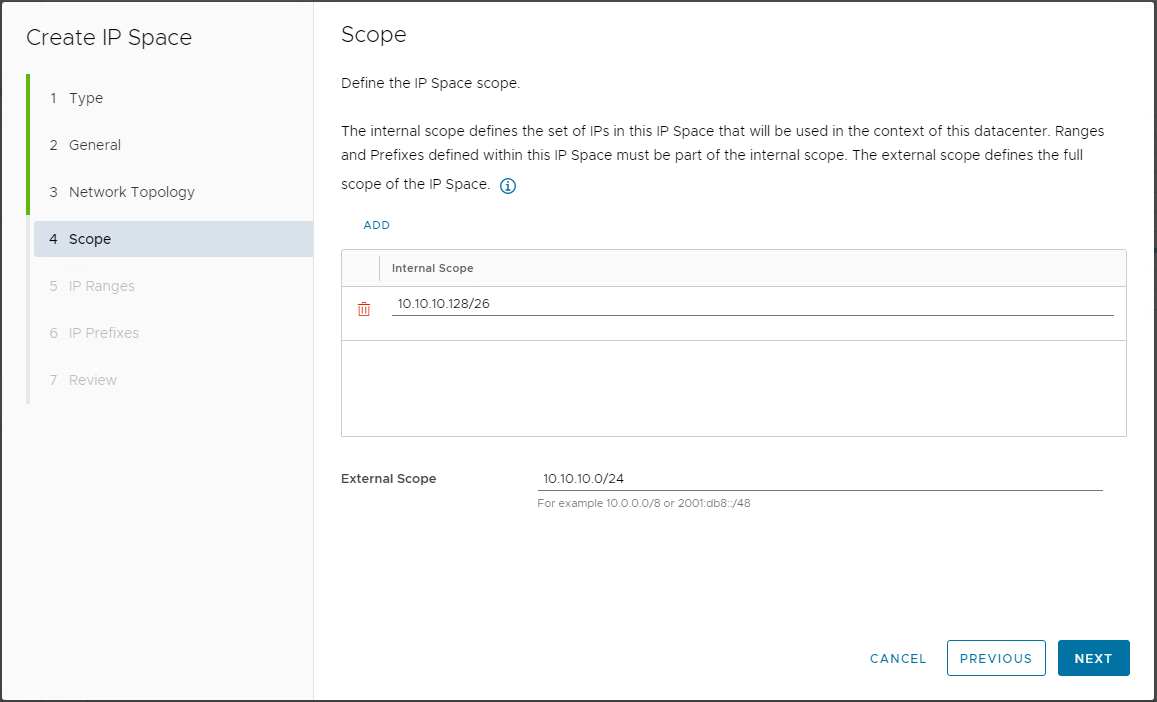 Create IP Space
1 Type
2 General
3 Network Topology
4 Scope
5 IP Ranges
6 IP Prefixes
7 Review
Scope
Define the IP Space scope.
The internal scope defines the set of IPs in this IP Space that will be used in the context of this datacenter. Ranges
and Prefixes defined within this IP Space must be part of the internal scope. The external scope defines the full
scope of the IP Space.
ADD
Internal Scope
10.10.10.128/26
External Scope
10.10.10.0/24
For example 10.0.0.0/8 or 2001:db8::/48
CANCEL
PREVIOUS
NEXT